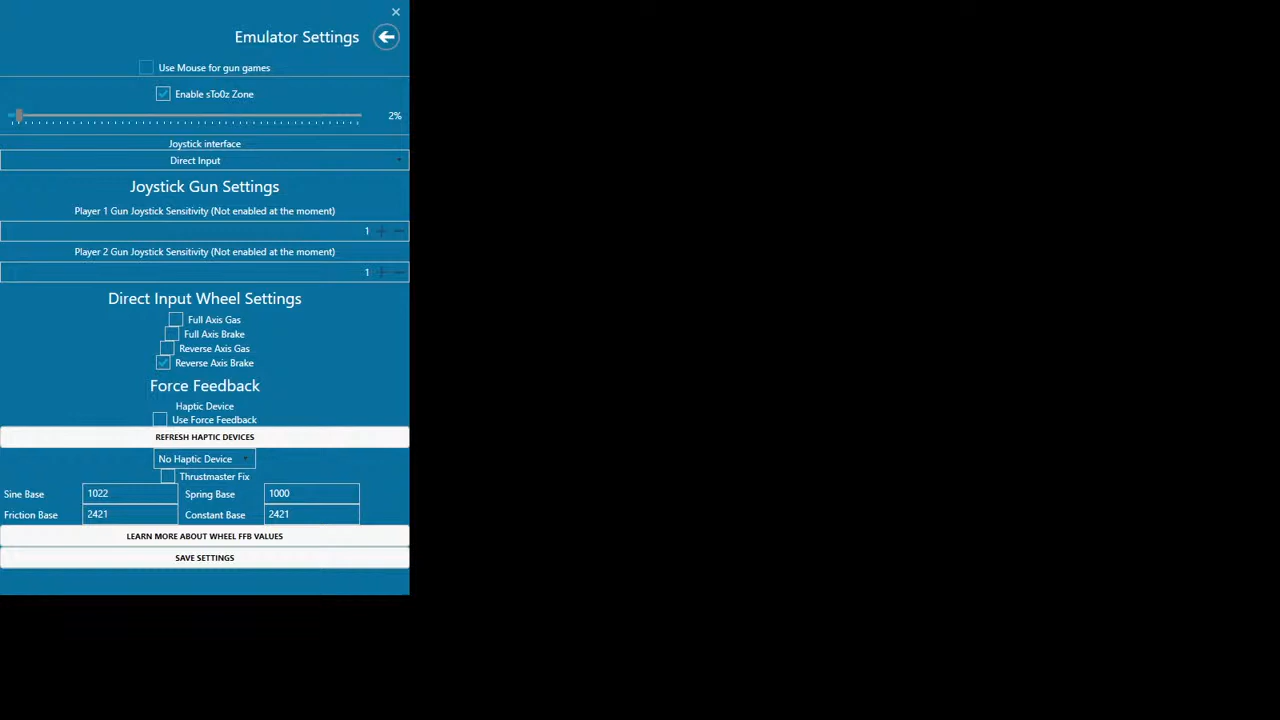 Emulator Settings
Use Mouse for gun games
Enable sTo0z Zone
2%
Joystick interface
Direct Input
Joystick Gun Settings
Player 1 Gun Joystick Sensitivity (Not enabled at the moment)
1
Player 2 Gun Joystick Sensitivity (Not enabled at the moment)
1
Direct Input Wheel Settings
Full Axis Gas
Full Axis Brake
Reverse Axis Gas
Reverse Axis Brake
Force Feedback
Haptic Device
Use Force Feedback
REFRESH HAPTIC DEVICES
No Haptic Device
Thrustmaster Fix
Sine Base 1022 Spring Base 1000
Friction Base 2421 Constant Base 2421
LEARN MORE ABOUT WHEEL FFB VALUES
SAVE SETTINGS